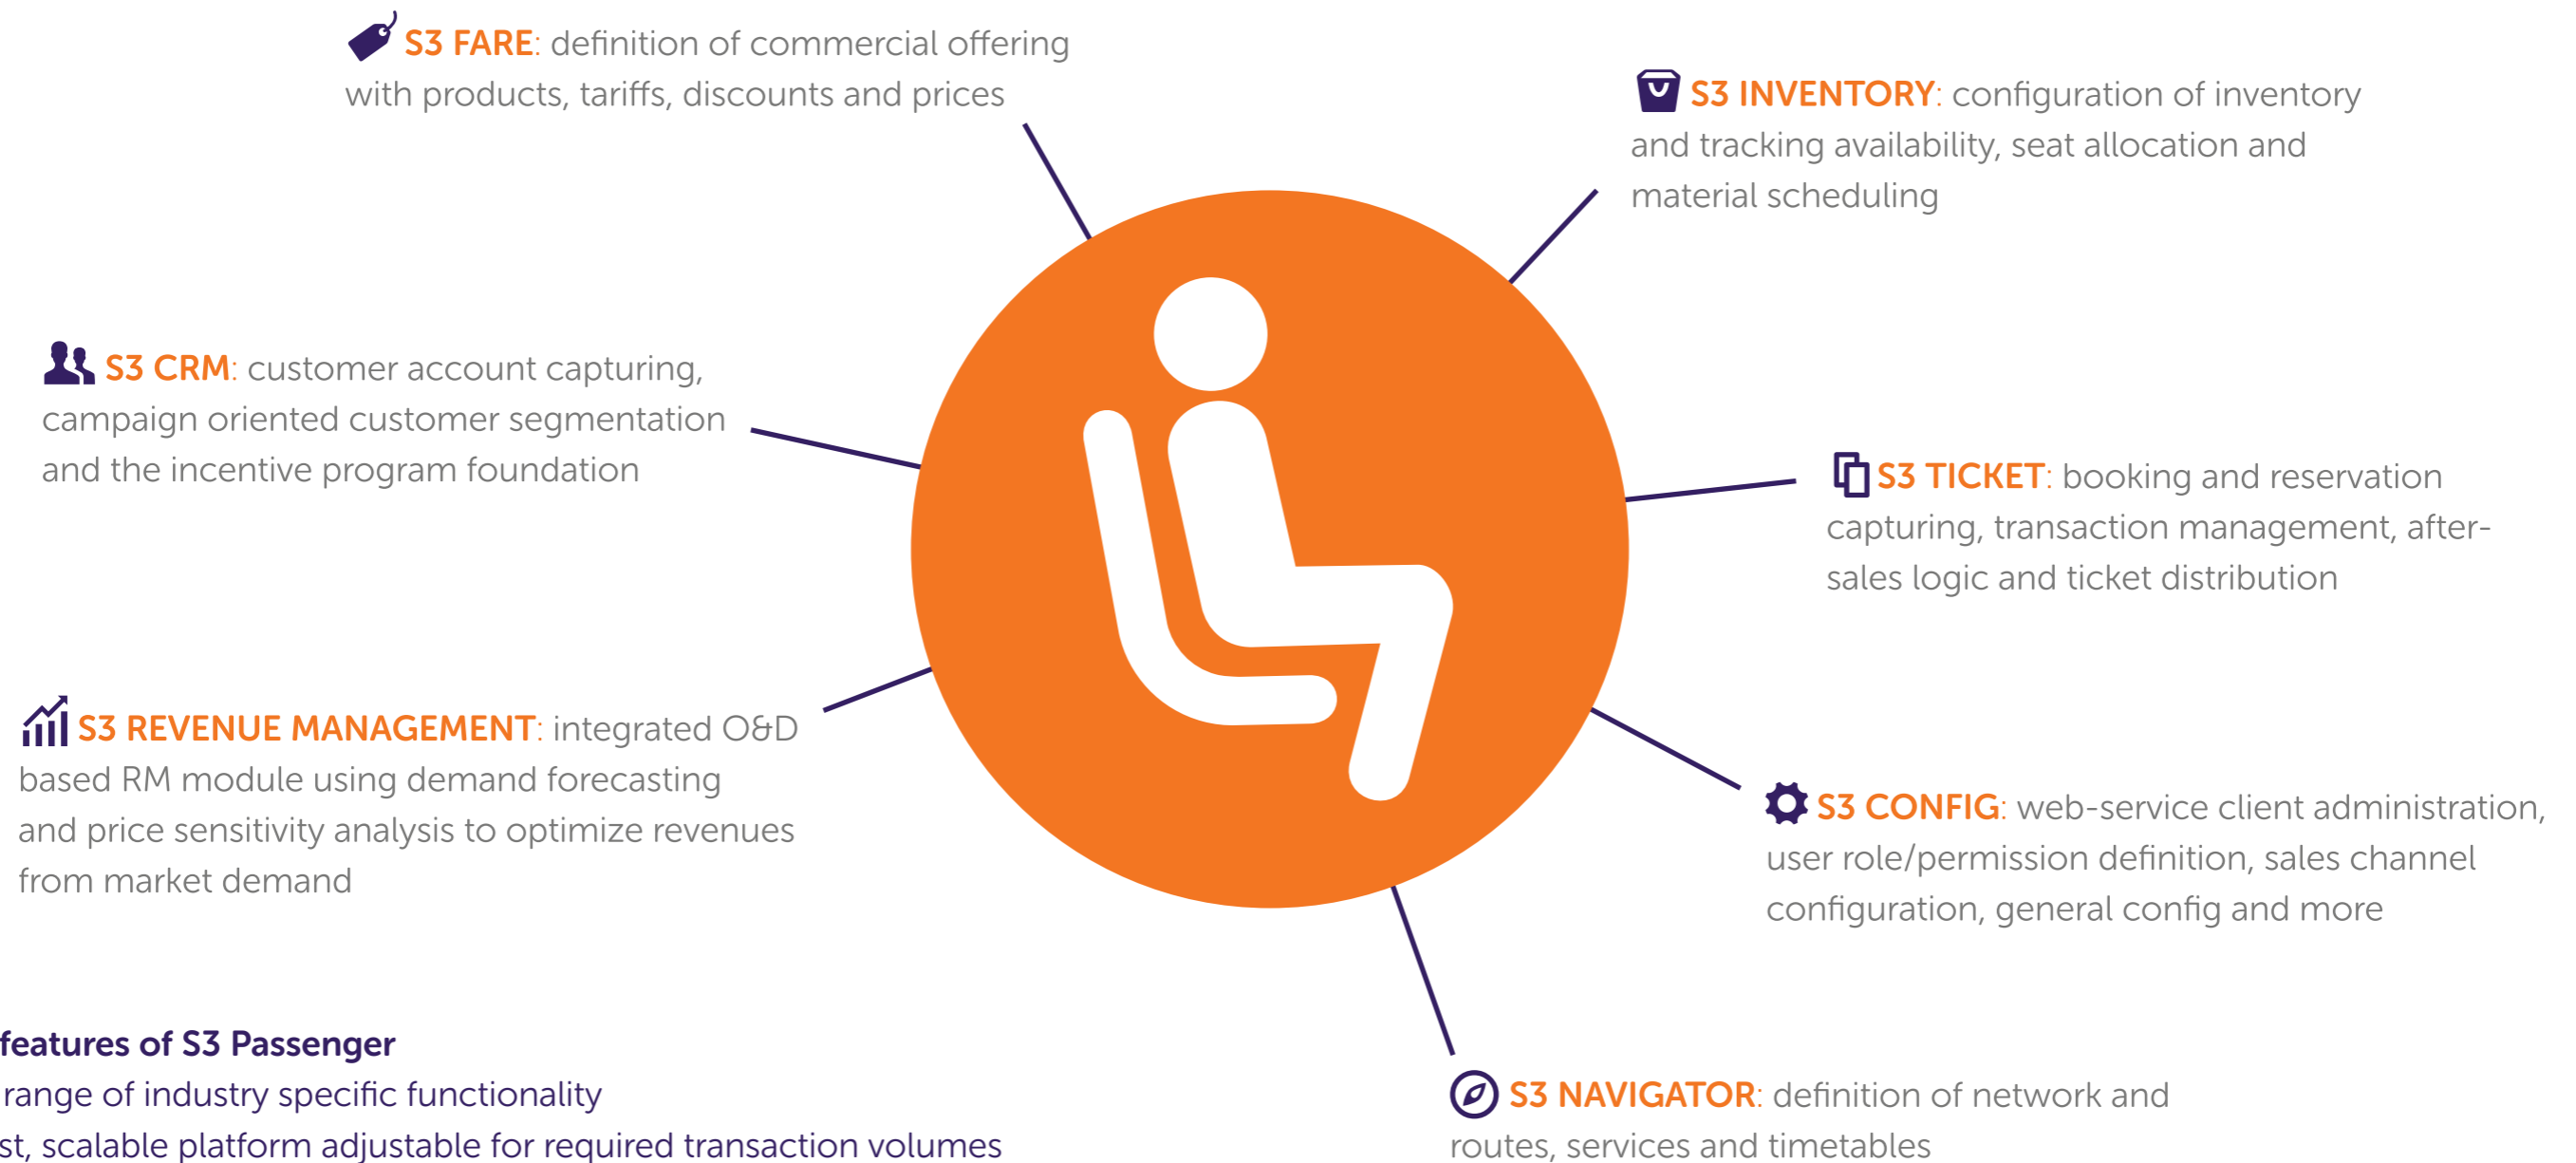 S3 FARE: definition of commercial offering
with products, tariffs, discounts and prices
S3 INVENTORY: configuration of inventory
and tracking availability, seat allocation and
material scheduling
S3 CRM: customer account capturing,
campaign oriented customer segmentation
and the incentive program foundation
S3 TICKET: booking and reservation
capturing, transaction management, after-
sales logic and ticket distribution
S3 REVENUE MANAGEMENT: integrated O&D
based RM module using demand forecasting
and price sensitivity analysis to optimize revenues
from market demand
S3 CONFIG: web-service client administration,
user role/permission definition, sales channel
configuration, general config and more
features of S3 Passenger
range of industry specific functionality
scalable platform adjustable for required transaction volumes
S3 NAVIGATOR: definition of network and
routes, services and timetables